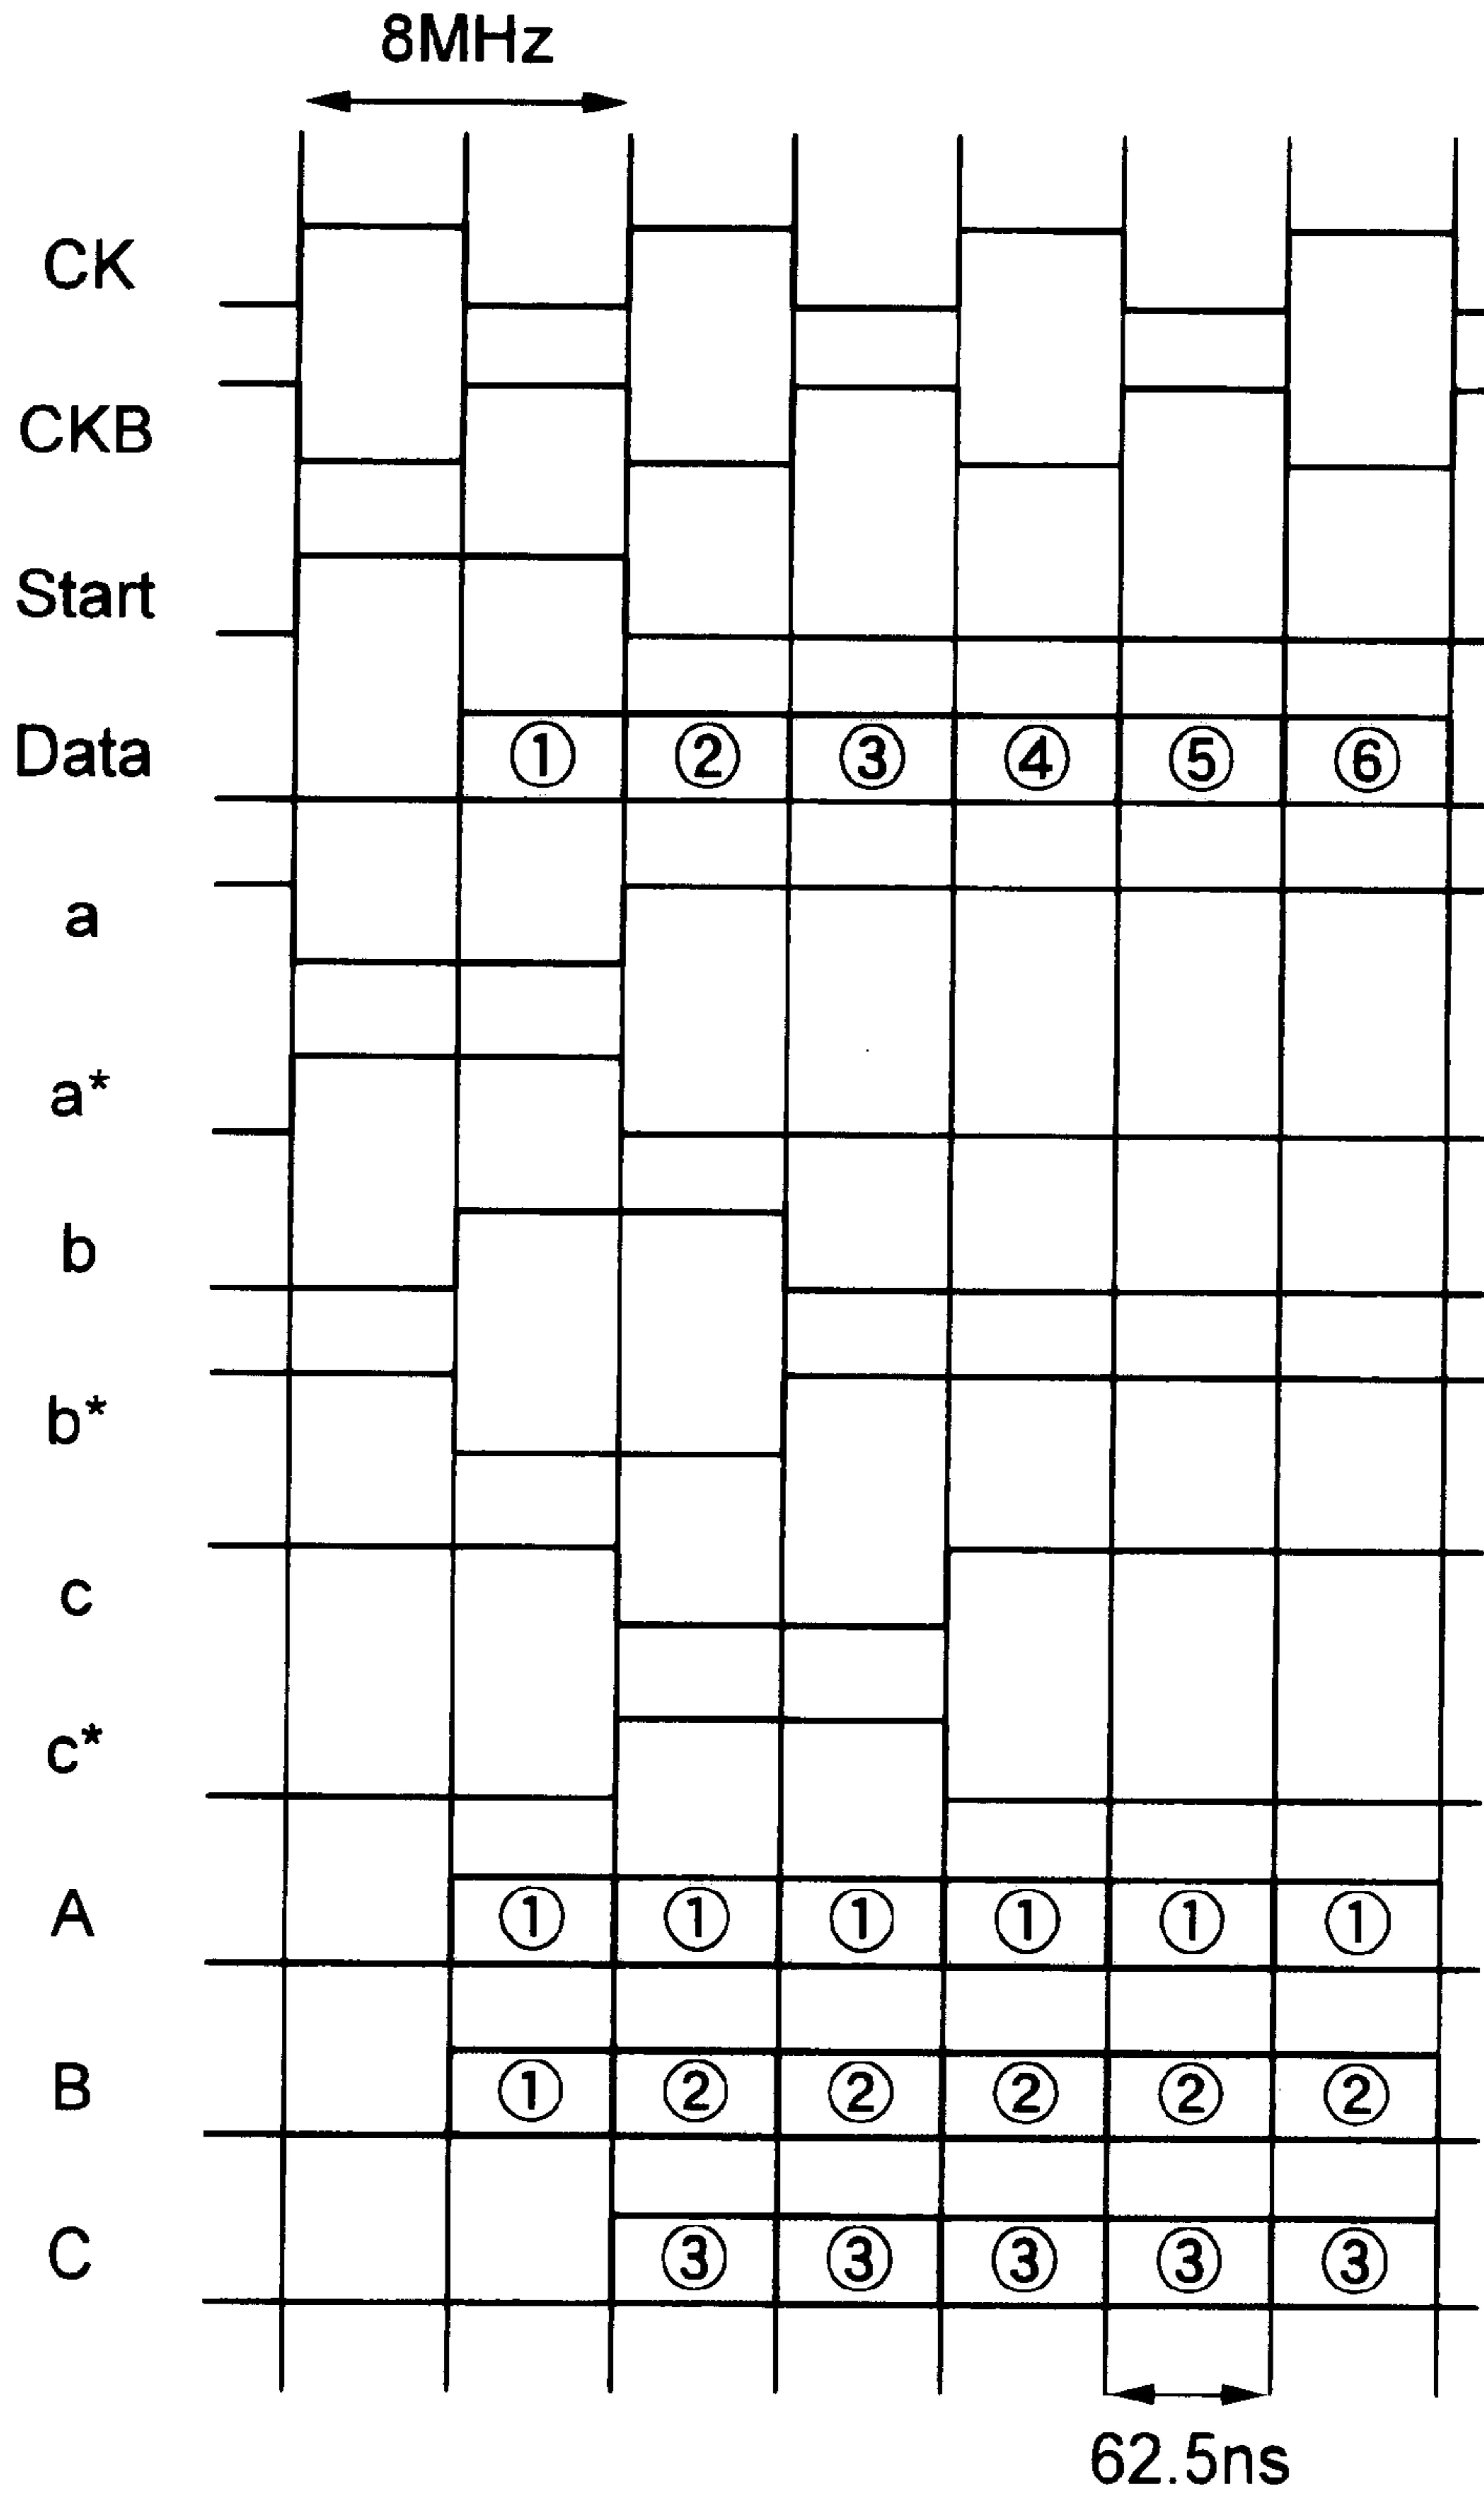 8MHz
CK
CKB
Start
Data ① ② ③ ④ ⑤ ⑥
a
a*
b
b*
c
c*
A ① ① ① ① ① ①
B ① ② ② ② ② ②
C ③ ③ ③ ③ ③
62.5ns